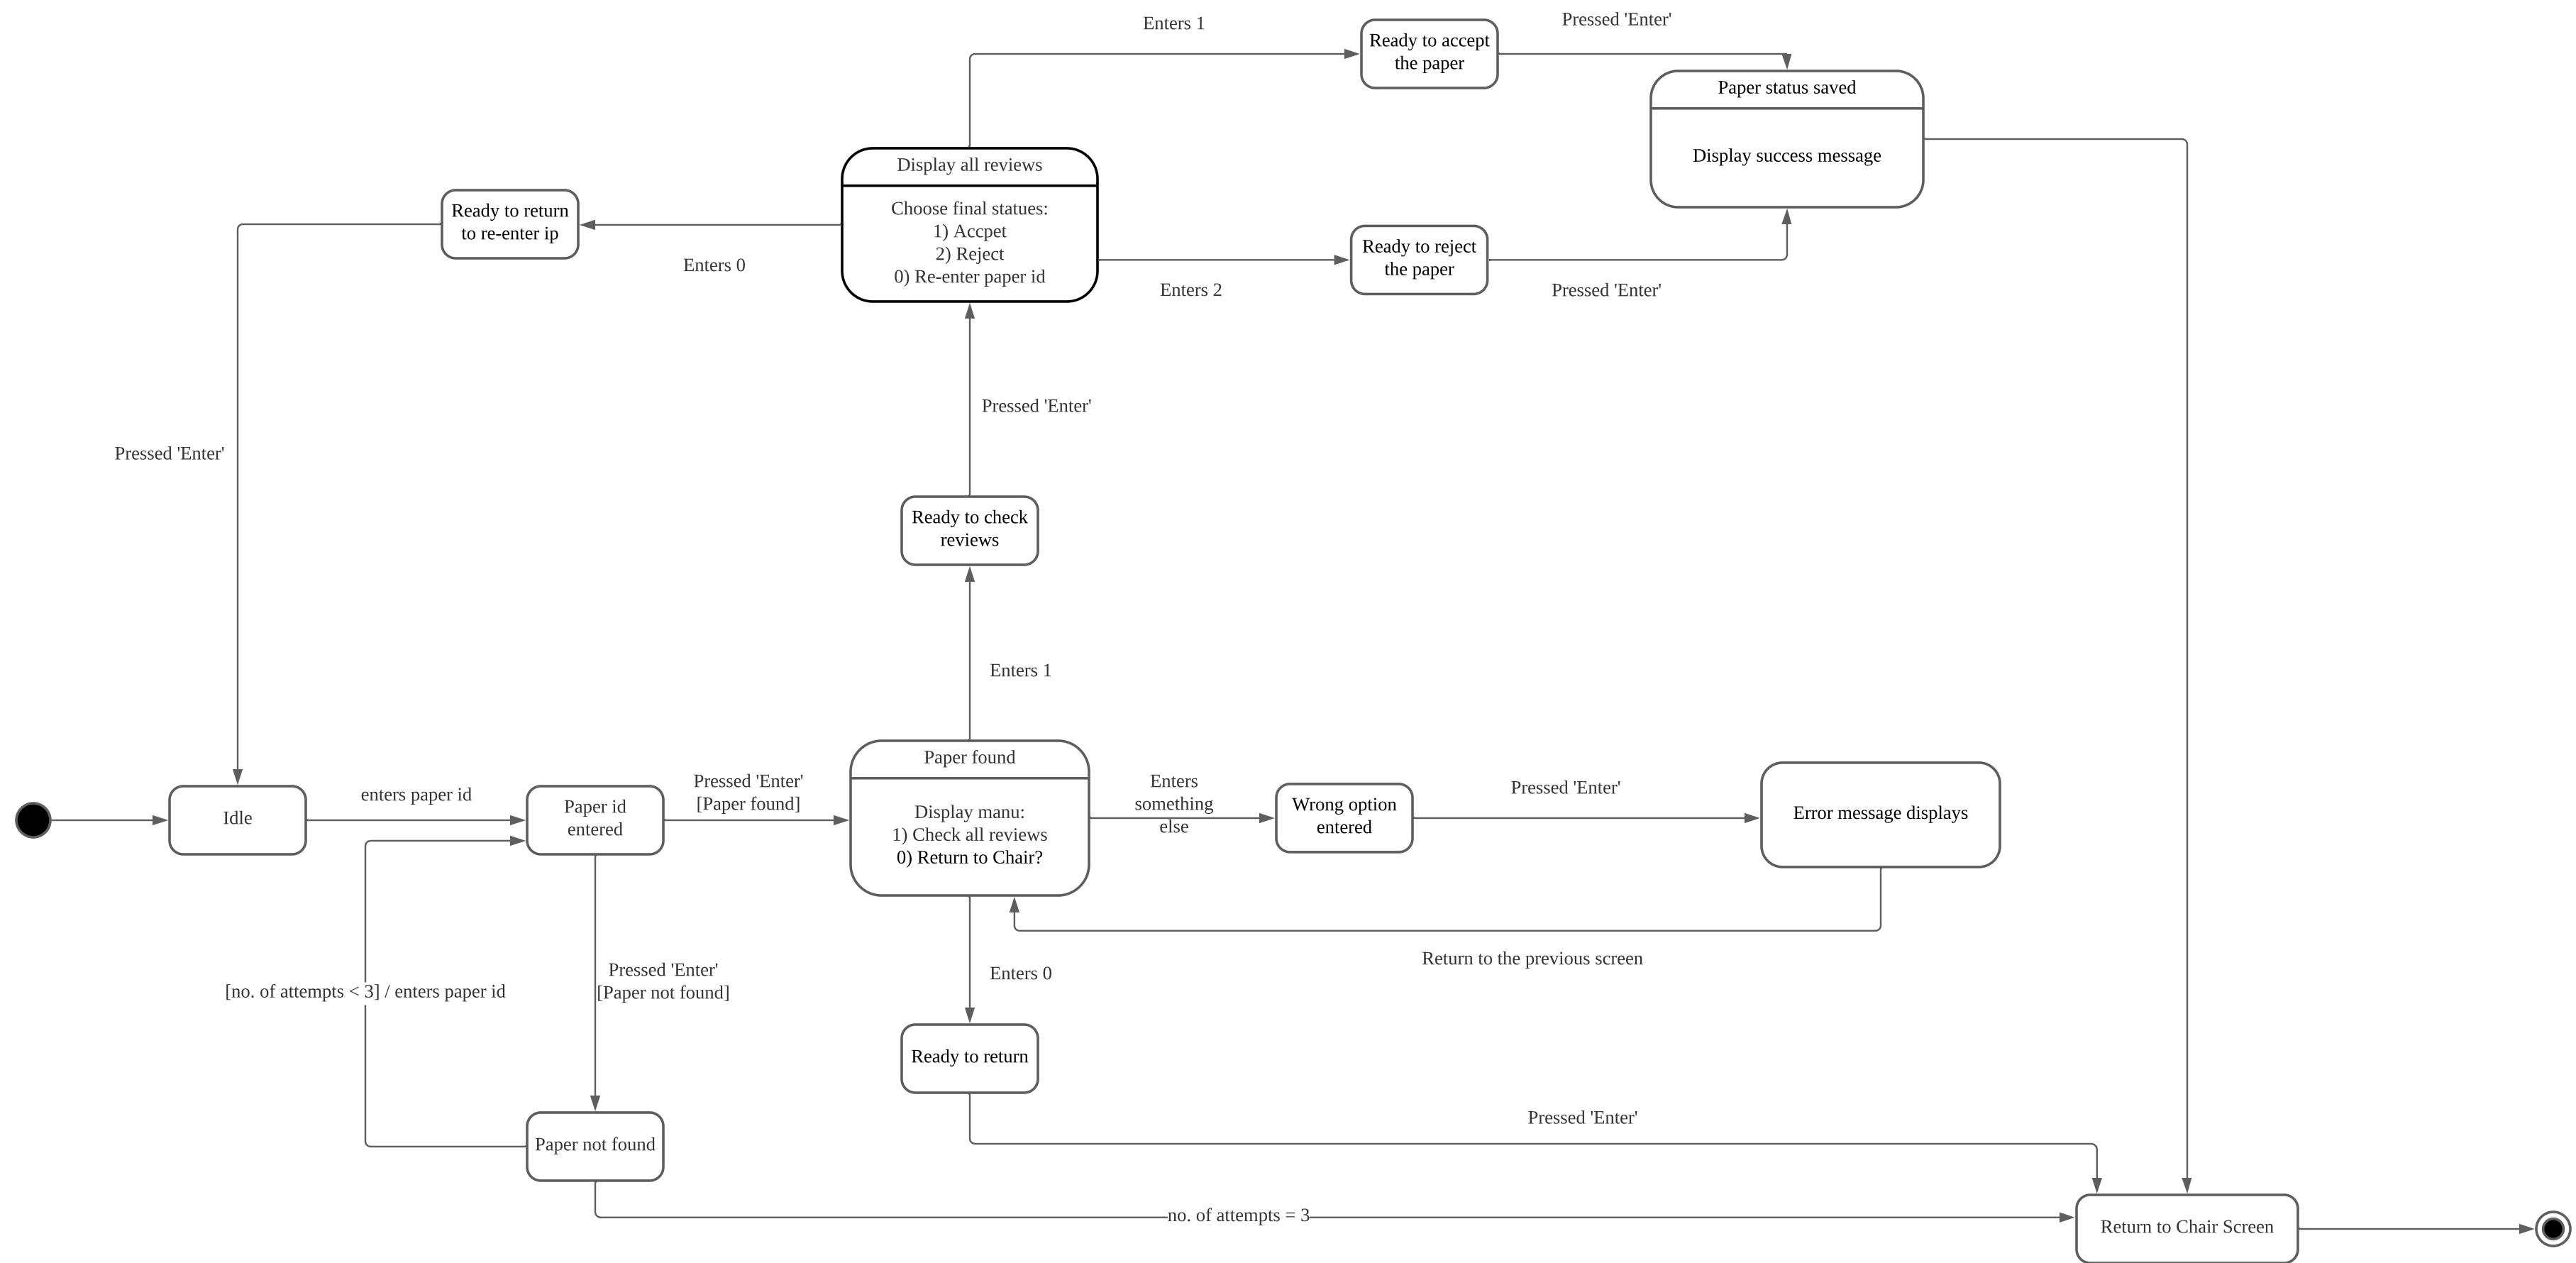 Enters 1
Ready to accept
the paper
Pressed 'Enter'
Paper status saved
Display success message
Display all reviews
Choose final statues:
1) Accpet
2) Reject
0) Re-enter paper id
Ready to return
to re-enter ip
Enters 0
Ready to reject
the paper
Enters 2
Pressed 'Enter'
Pressed 'Enter'
Pressed 'Enter'
Ready to check
reviews
Enters 1
Idle
enters paper id
Paper id
entered
Pressed 'Enter'
[Paper found]
Paper found
Display manu:
1) Check all reviews
0) Return to Chair?
Enters
something
else
Wrong option
entered
Pressed 'Enter'
Error message displays
Return to the previous screen
[no. of attempts < 3] / enters paper id
Pressed 'Enter'
[Paper not found]
Enters 0
Ready to return
Pressed 'Enter'
Paper not found
no. of attempts = 3
Return to Chair Screen